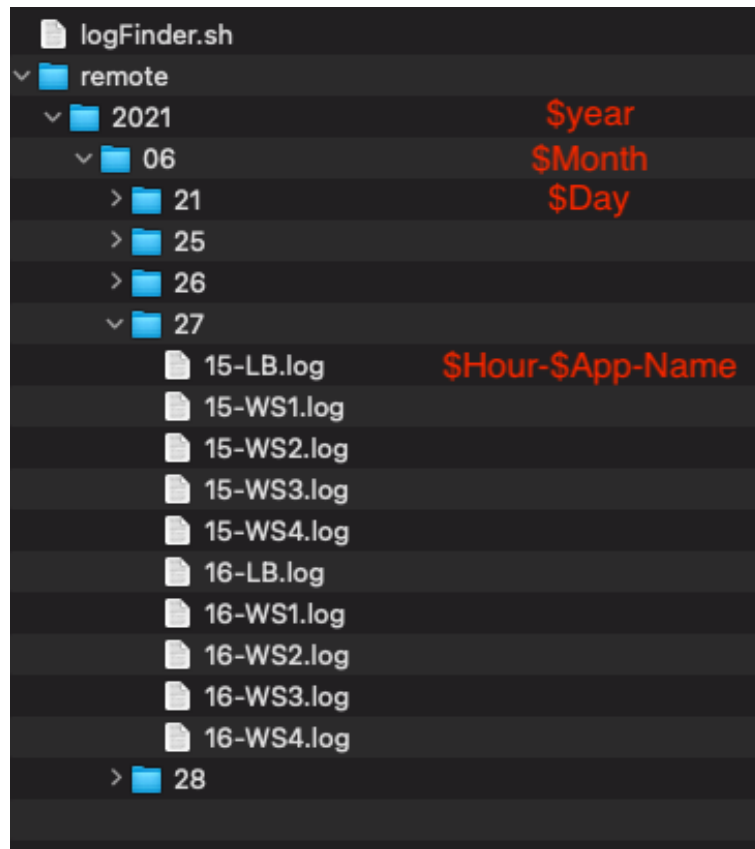 logFinder.sh
remote
2021 $year
06 $Month
21 $Day
25
26
27
15-LB.log $Hour-$App-Name
15-WS1.log
15-WS2.log
15-WS3.log
15-WS4.log
16-LB.log
16-WS1.log
16-WS2.log
16-WS3.log
16-WS4.log
28